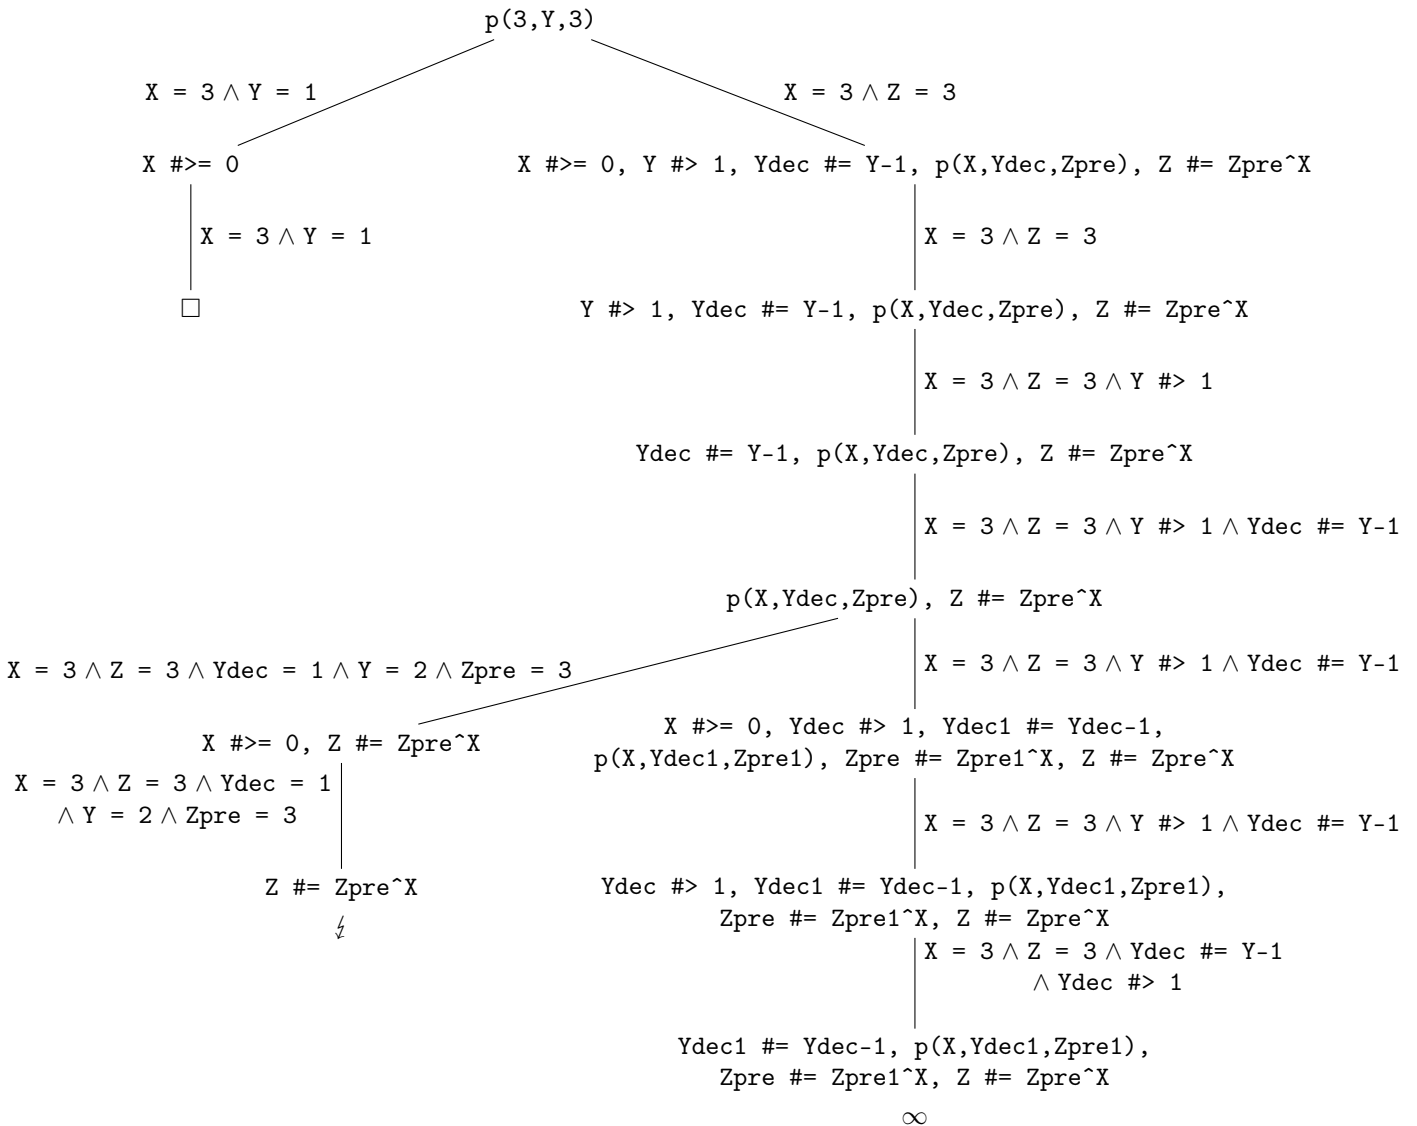 p(3,Y,3)
X = 3 ∧ Y = 1
X = 3 ∧ Z = 3
X #>= 0
X #>= 0, Y #> 1, Ydec #= Y-1, p(X,Ydec,Zpre), Z #= Zpre^X
X = 3 ∧ Y = 1
X = 3 ∧ Z = 3
□
Y #> 1, Ydec #= Y-1, p(X,Ydec,Zpre), Z #= Zpre^X
X = 3 ∧ Z = 3 ∧ Y #> 1
Ydec #= Y-1, p(X,Ydec,Zpre), Z #= Zpre^X
X = 3 ∧ Z = 3 ∧ Y #> 1 ∧ Ydec #= Y-1
p(X,Ydec,Zpre), Z #= Zpre^X
X = 3 ∧ Z = 3 ∧ Ydec = 1 ∧ Y = 2 ∧ Zpre = 3
X = 3 ∧ Z = 3 ∧ Y #> 1 ∧ Ydec #= Y-1
X #>= 0, Z #= Zpre^X
X #>= 0, Ydec #> 1, Ydec1 #= Ydec-1,
p(X,Ydec1,Zpre1), Zpre #= Zpre1^X, Z #= Zpre^X
X = 3 ∧ Z = 3 ∧ Ydec = 1
∧ Y = 2 ∧ Zpre = 3
X = 3 ∧ Z = 3 ∧ Y #> 1 ∧ Ydec #= Y-1
Z #= Zpre^X
↯
Ydec #> 1, Ydec1 #= Ydec-1, p(X,Ydec1,Zpre1),
Zpre #= Zpre1^X, Z #= Zpre^X
X = 3 ∧ Z = 3 ∧ Ydec #= Y-1
∧ Ydec #> 1
Ydec1 #= Ydec-1, p(X,Ydec1,Zpre1),
Zpre #= Zpre1^X, Z #= Zpre^X
∞